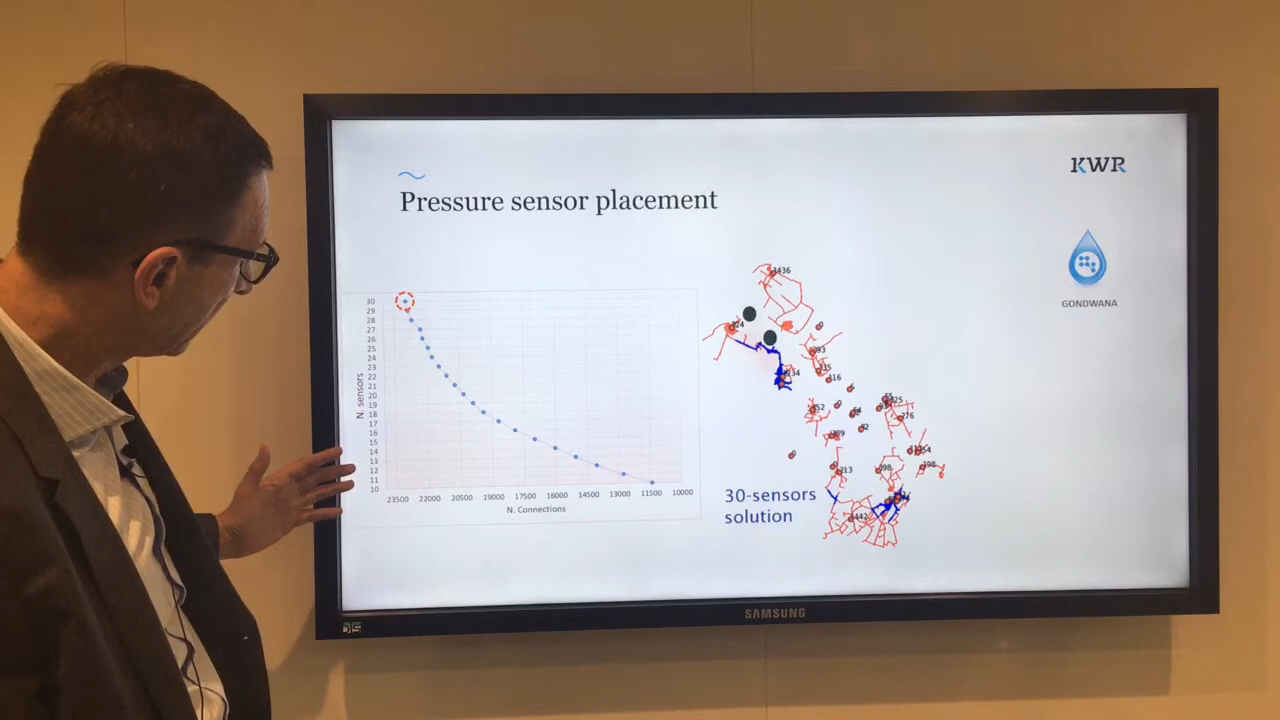 KWR
Pressure sensor placement
GONDWANA
30
29
28
27
26
25
24
23
22
21
20
19
18
17
16
15
14
13
12
11
10
N. sensors
23500 22000 20500 19000 17500 16000 14500 13000 11500 10000
N. Connections
3436
30-sensors
solution
SAMSUNG